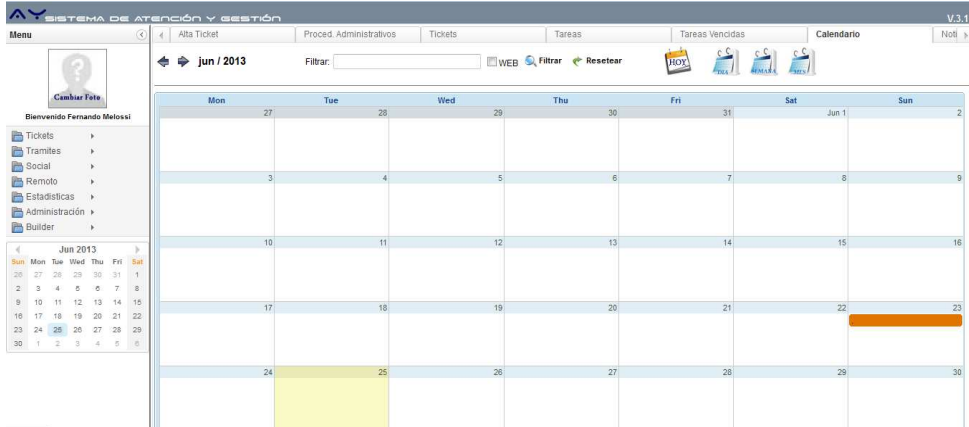 AY SISTEMA DE ATENCIÓN Y GESTIÓN V.3.1
Menu
Alta Ticket Proced. Administrativos Tickets Tareas Tareas Vencidas Calendario Noti
jun / 2013 Filtrar: WEB Filtrar Resetear HOY DIA SEMANA MES
Cambiar Foto
Bienvenido Fernando Melossi
Tickets
Tramites
Social
Remoto
Estadisticas
Administración
Builder
Jun 2013
Sun Mon Tue Wed Thu Fri Sat
26 27 28 29 30 31 1
2 3 4 5 6 7 8
9 10 11 12 13 14 15
16 17 18 19 20 21 22
23 24 25 26 27 28 29
30 1 2 3 4 5 6
Mon Tue Wed Thu Fri Sat Sun
27 28 29 30 31 Jun 1 2
3 4 5 6 7 8 9
10 11 12 13 14 15 16
17 18 19 20 21 22 23
24 25 26 27 28 29 30